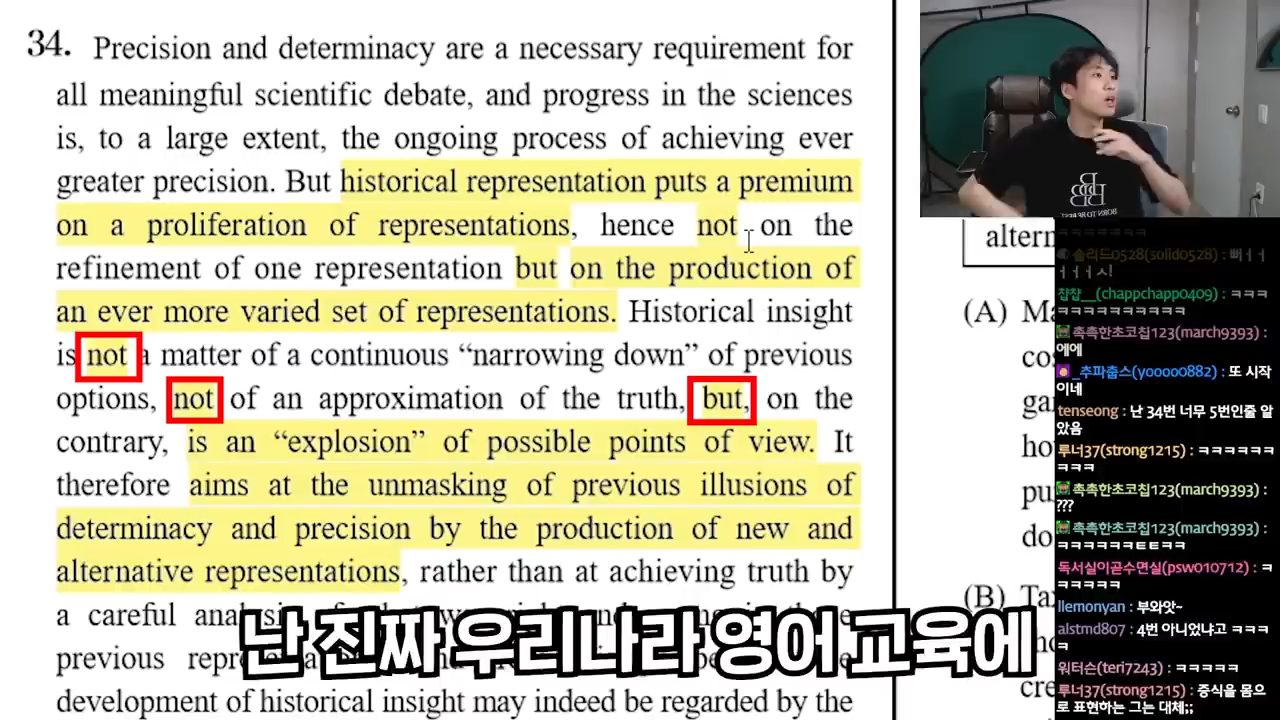 34. Precision and determinacy are a necessary requirement for
all meaningful scientific debate, and progress in the sciences
is, to a large extent, the ongoing process of achieving ever
greater precision. But historical representation puts a premium
on a proliferation of representations, hence not on the
refinement of one representation but on the production of
an ever more varied set of representations. Historical insight
is not a matter of a continuous “narrowing down” of previous
options, not of an approximation of the truth, but, on the
contrary, is an “explosion” of possible points of view. It
therefore aims at the unmasking of previous illusions of
determinacy and precision by the production of new and
alternative representations, rather than at achieving truth by
a careful
previous
development of historical insight may indeed be regarded by the
난 진짜 우리나라 영어 교육에
BORN TO BE BEST
altern
(A) Ma
co
ga
ho
pu
do
(B) Ta
cre
솔리드0528(solid0528) : 뻐ㅓㅓ
ㅓㅓㅓㅅ!
챱챱__(chappchapp0409) : ㅋㅋㅋ
ㅋㅋㅋㅋㅋㅋㅋㅋㅋㅋ
촉촉한초코칩123(march9393) :
에에
_추파춥스(yoooo0882) : 또 시작
이네
tenseong : 난 34번 너무 5번인줄 알
았음
루너37(strong1215) : ㅋㅋㅋㅋㅋㅋ
ㅋㅋㅋ
촉촉한초코칩123(march9393) :
???
촉촉한초코칩123(march9393) :
ㅋㅋㅋㅋㅋㅋㅌㅌㅋㅋ
독서실이곧수면실(psw010712) : ㅋ
ㅋㅋㅋㅋㅋ
llemonyan : 부와앗~
alstmd807 : 4번 아니었냐고 ㅋㅋㅋ
ㅋ
워터슨(teri7243) : ㅋㅋㅋㅋㅋ
루너37(strong1215) : 중식을 몸으
로 표현하는 그는 대체;;